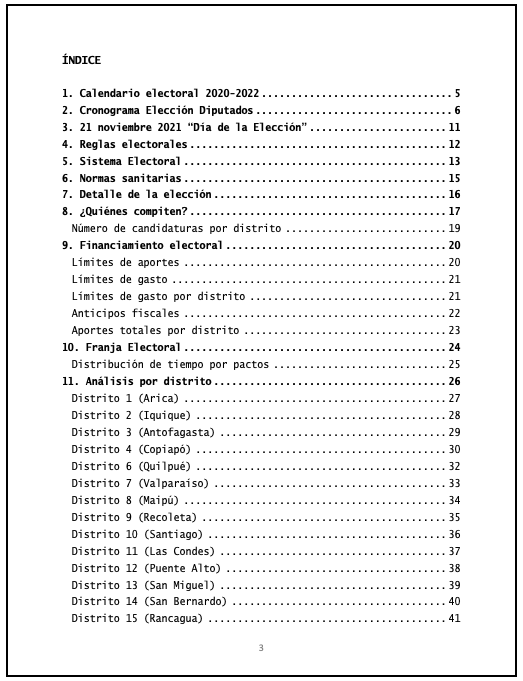 ÍNDICE
1. Calendario electoral 2020-2022 5
2. Cronograma Elección Diputados 6
3. 21 noviembre 2021 “Día de la Elección” 11
4. Reglas electorales 12
5. Sistema Electoral 13
6. Normas sanitarias 15
7. Detalle de la elección 16
8. ¿Quiénes compiten? 17
Número de candidaturas por distrito 19
9. Financiamiento electoral 20
Límites de aportes 20
Límites de gasto 21
Límites de gasto por distrito 21
Anticipos fiscales 22
Aportes totales por distrito 23
10. Franja Electoral 24
Distribución de tiempo por pactos 25
11. Análisis por distrito 26
Distrito 1 (Arica) 27
Distrito 2 (Iquique) 28
Distrito 3 (Antofagasta) 29
Distrito 4 (Copiapó) 30
Distrito 6 (Quilpué) 32
Distrito 7 (Valparaíso) 33
Distrito 8 (Maipú) 34
Distrito 9 (Recoleta) 35
Distrito 10 (Santiago) 36
Distrito 11 (Las Condes) 37
Distrito 12 (Puente Alto) 38
Distrito 13 (San Miguel) 39
Distrito 14 (San Bernardo) 40
Distrito 15 (Rancagua) 41
3